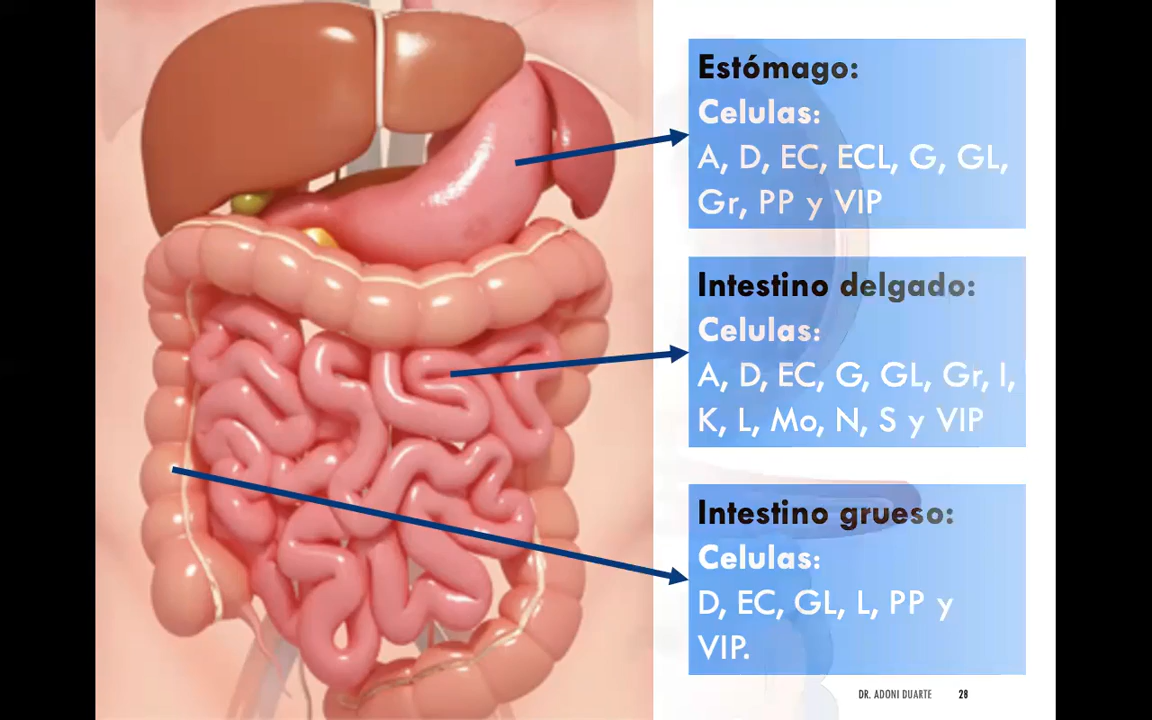 Estómago:
Celulas:
A, D, EC, ECL, G, GL,
Gr, PP y VIP
Intestino delgado:
Celulas:
A, D, EC, G, GL, Gr, I,
K, L, Mo, N, S y VIP
Intestino grueso:
Celulas:
D, EC, GL, L, PP y
VIP.
DR. ADONI DUARTE 28